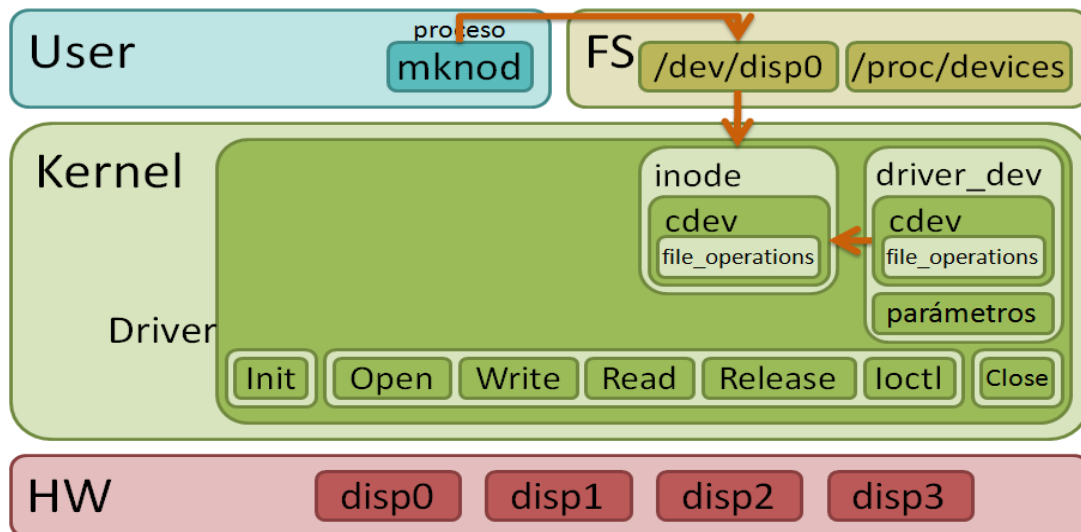 User
proceso
mknod
FS
/dev/disp0
/proc/devices
Kernel
inode
driver_dev
cdev
cdev
file_operations
file_operations
parámetros
Driver
Init
Open
Write
Read
Release
Ioctl
Close
HW
disp0
disp1
disp2
disp3